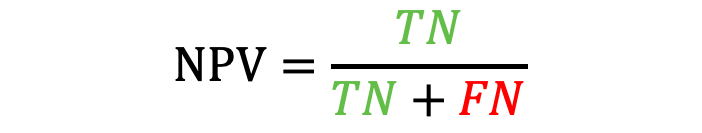 NPV = TN / TN + FN